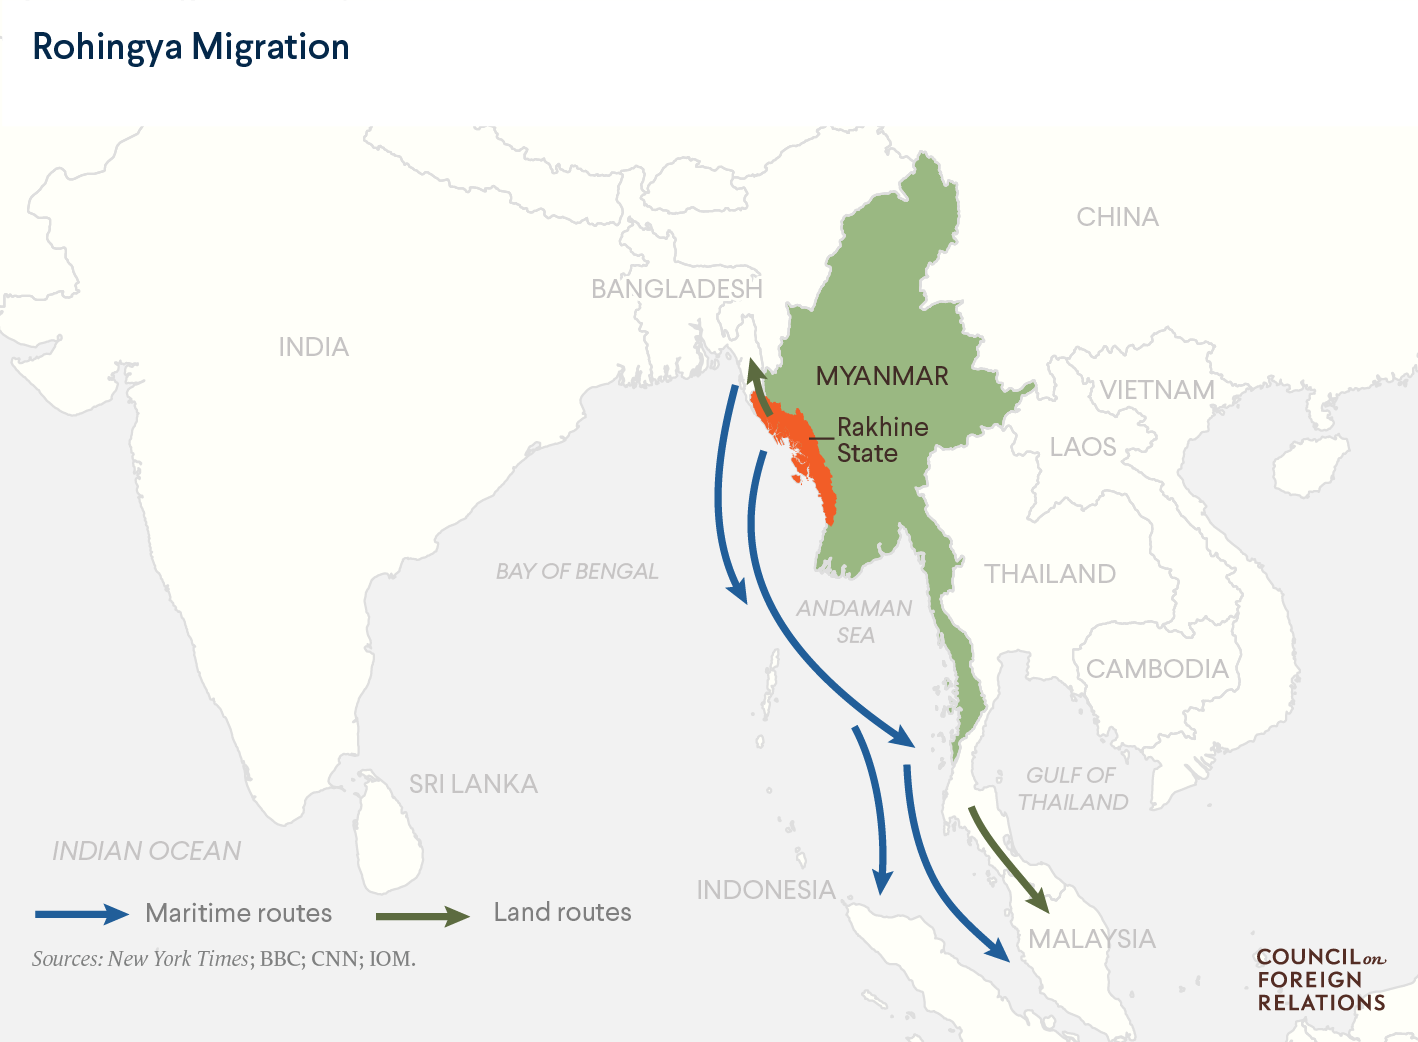 Rohingya Migration
CHINA
BANGLADESH
INDIA
MYANMAR
VIETNAM
Rakhine
State
LAOS
BAY OF BENGAL
THAILAND
ANDAMAN
SEA
CAMBODIA
SRI LANKA
GULF OF
THAILAND
INDIAN OCEAN
INDONESIA
Maritime routes
Land routes
MALAYSIA
Sources: New York Times; BBC; CNN; IOM.
COUNCIL on
FOREIGN
RELATIONS